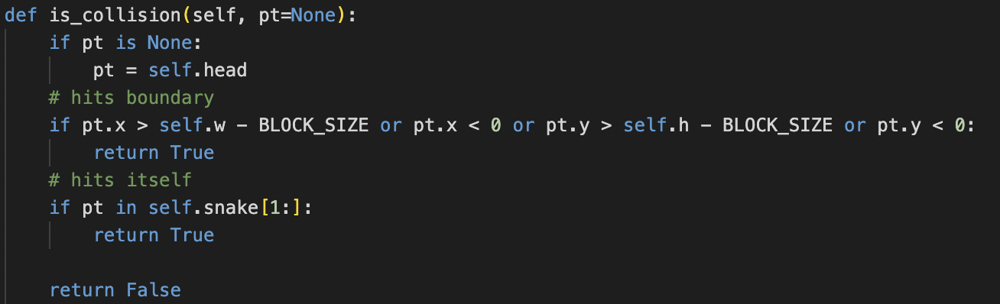 def is_collision(self, pt=None):
    if pt is None:
        pt = self.head
    # hits boundary
    if pt.x > self.w - BLOCK_SIZE or pt.x < 0 or pt.y > self.h - BLOCK_SIZE or pt.y < 0:
        return True
    # hits itself
    if pt in self.snake[1:]:
        return True

    return False